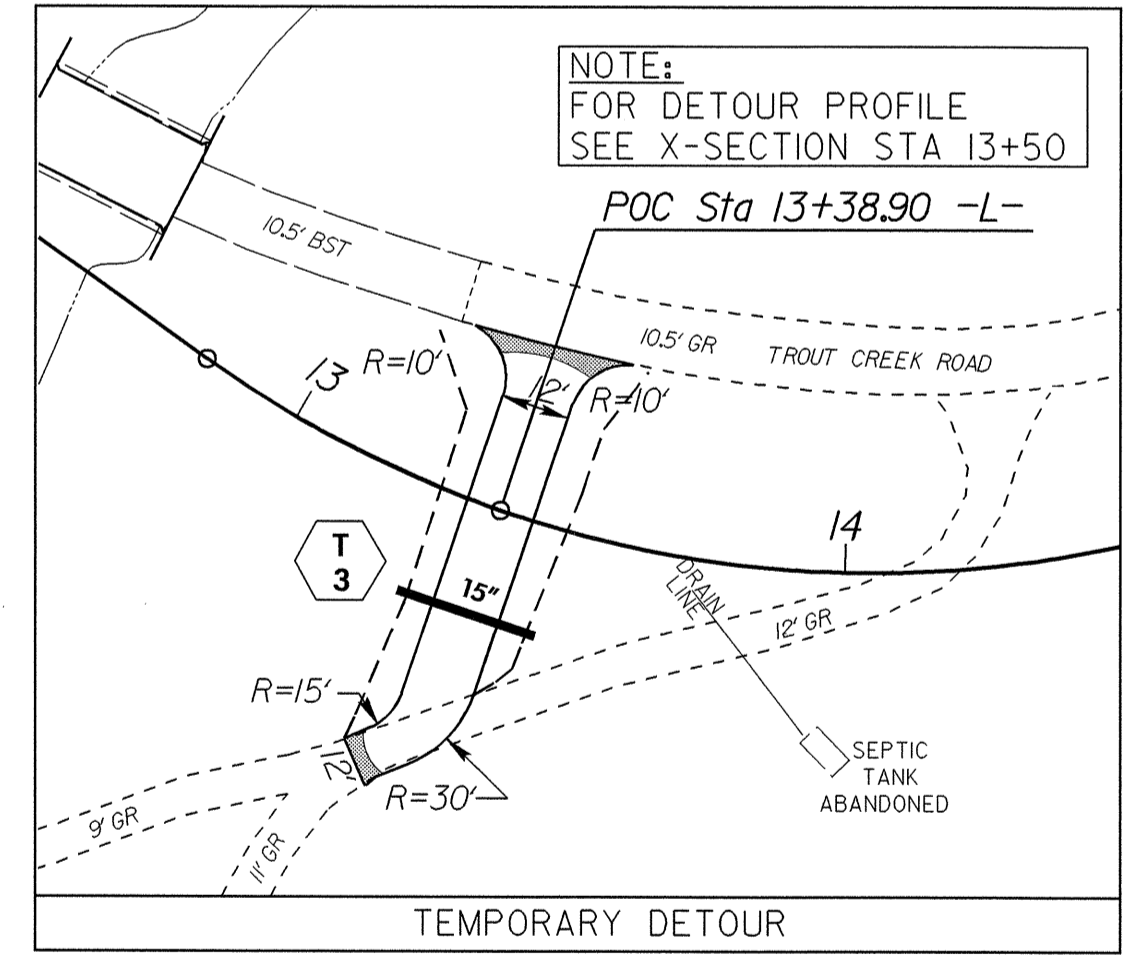 NOTE:
FOR DETOUR PROFILE
SEE X-SECTION STA 13+50
POC Sta 13+38.90 -L-
10.5' BST
10.5' GR
TROUT CREEK ROAD
13
R=10'
12'
R=10'
14
T
3
15"
DRAIN
LINE
12' GR
R=15'
12'
R=30'
SEPTIC
TANK
ABANDONED
9' GR
11' GR
TEMPORARY DETOUR